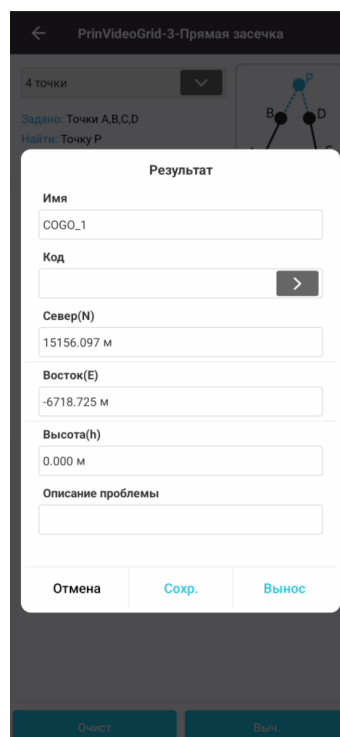 PrinVideoGrid-3-Прямая засечка
4 точки
Задано: Точки A,B,C,D
Найти: Точку P
P
B
D
Результат
Имя
COGO_1
Код
Север(N)
15156.097 м
Восток(E)
-6718.725 м
Высота(h)
0.000 м
Описание проблемы
Отмена Сохр. Вынос
Очист Выч.